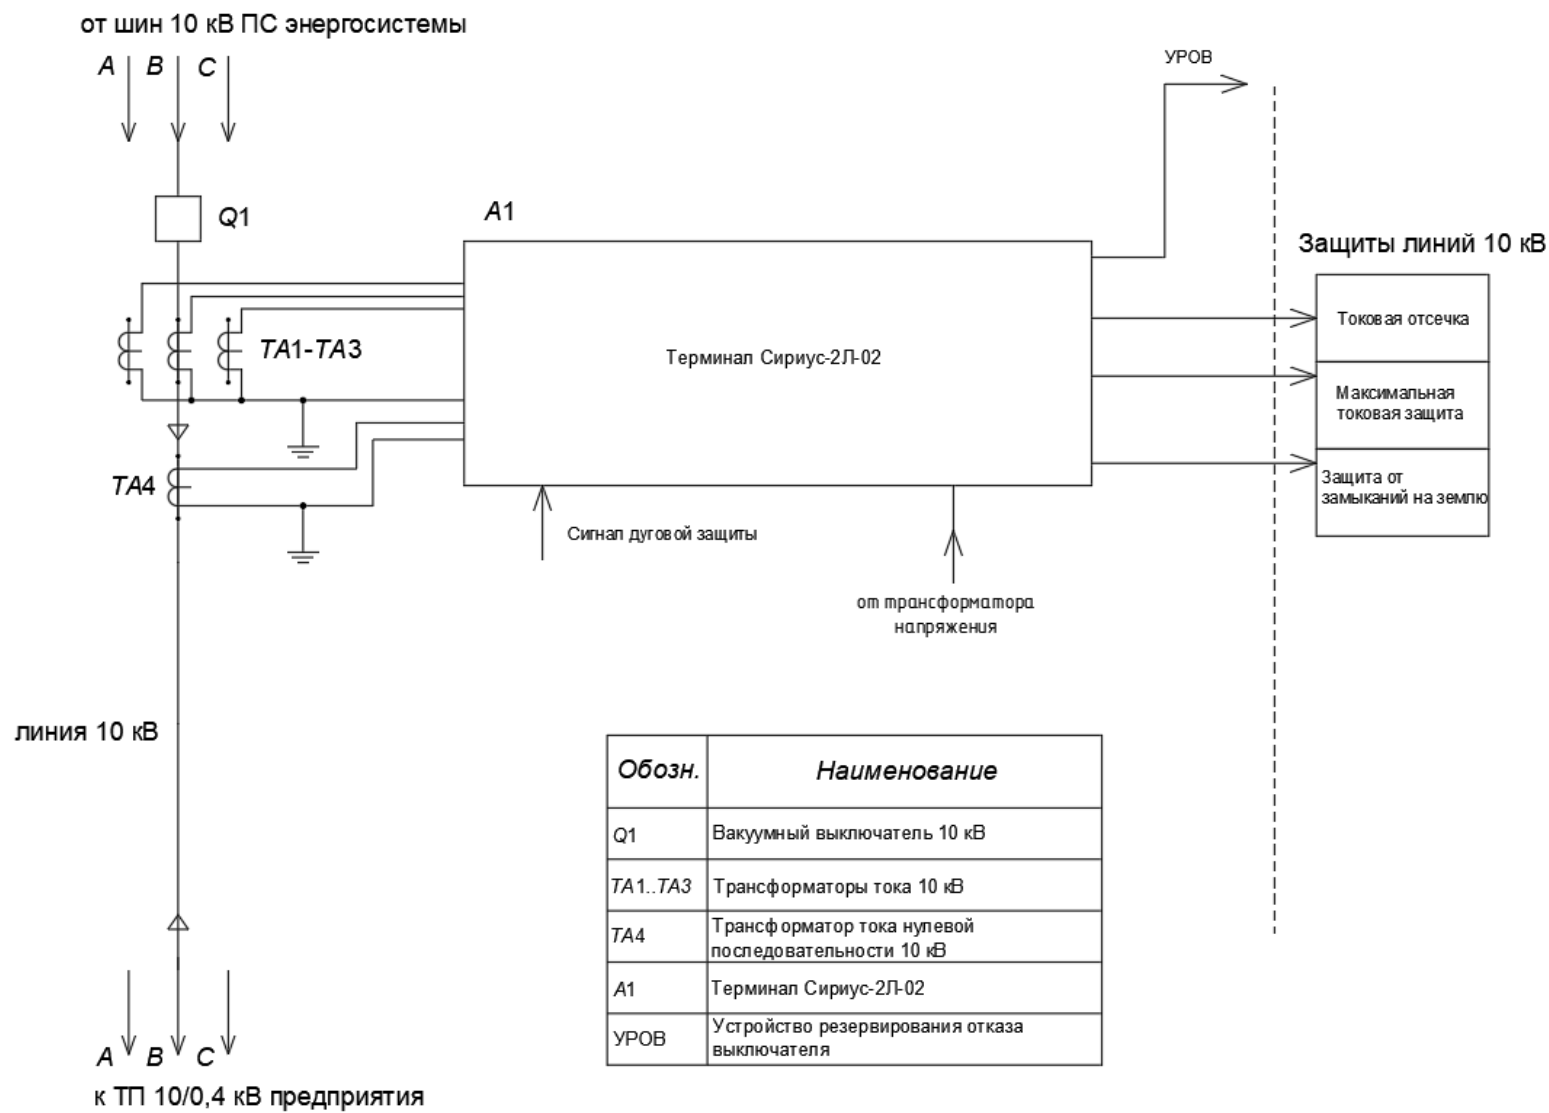 от шин 10 кВ ПС энергосистемы
A B C
УРОВ
Q1
A1
Защиты линий 10 кВ
Токовая отсечка
TA1-TA3
Терминал Сириус-2Л-02
Максимальная
токовая защита
TA4
Защита от
замыканий на землю
Сигнал дуговой защиты
от трансформатора
напряжения
линия 10 кВ
Обозн. Наименование
Q1 Вакуумный выключатель 10 кВ
TA1..TA3 Трансформаторы тока 10 кВ
TA4 Трансформатор тока нулевой
последовательности 10 кВ
A1 Терминал Сириус-2Л-02
УРОВ Устройство резервирования отказа
выключателя
A B C
к ТП 10/0,4 кВ предприятия